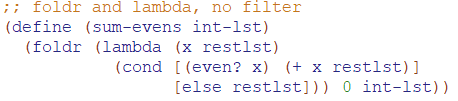 ;; foldr and lambda, no filter
(define (sum-evens int-lst)
  (foldr (lambda (x restlst)
           (cond [(even? x) (+ x restlst)]
                 [else restlst])) 0 int-lst))